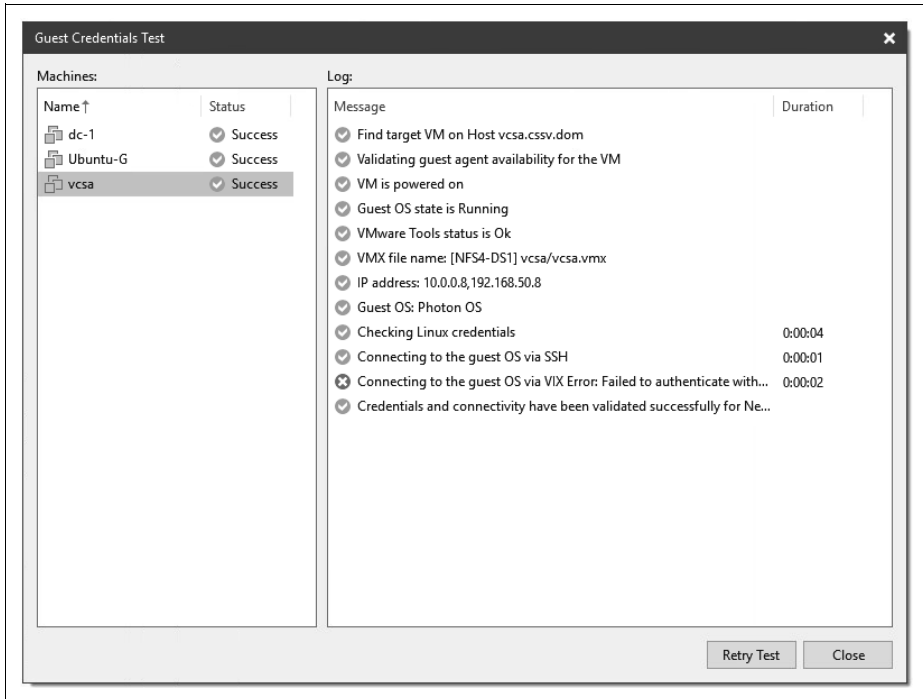 Guest Credentials Test
Machines:
Log:
Name Status
Message Duration
dc-1 Success
Ubuntu-G Success
vcsa Success
Find target VM on Host vcsa.cssv.dom
Validating guest agent availability for the VM
VM is powered on
Guest OS state is Running
VMware Tools status is Ok
VMX file name: [NFS4-DS1] vcsa/vcsa.vmx
IP address: 10.0.0.8,192.168.50.8
Guest OS: Photon OS
Checking Linux credentials 0:00:04
Connecting to the guest OS via SSH 0:00:01
Connecting to the guest OS via VIX Error: Failed to authenticate with... 0:00:02
Credentials and connectivity have been validated successfully for Ne...
Retry Test Close